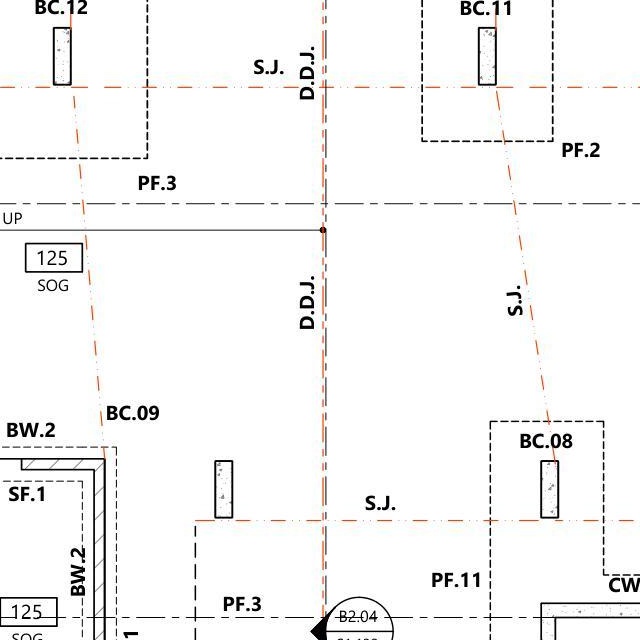 BC.12
BC.11
S.J.
D.D.J.
PF.2
PF.3
UP
125
SOG
D.D.J.
S.J.
BC.09
BW.2
BC.08
SF.1
S.J.
BW.2
PF.11
CW
125
PF.3
B2.04
SOG
1